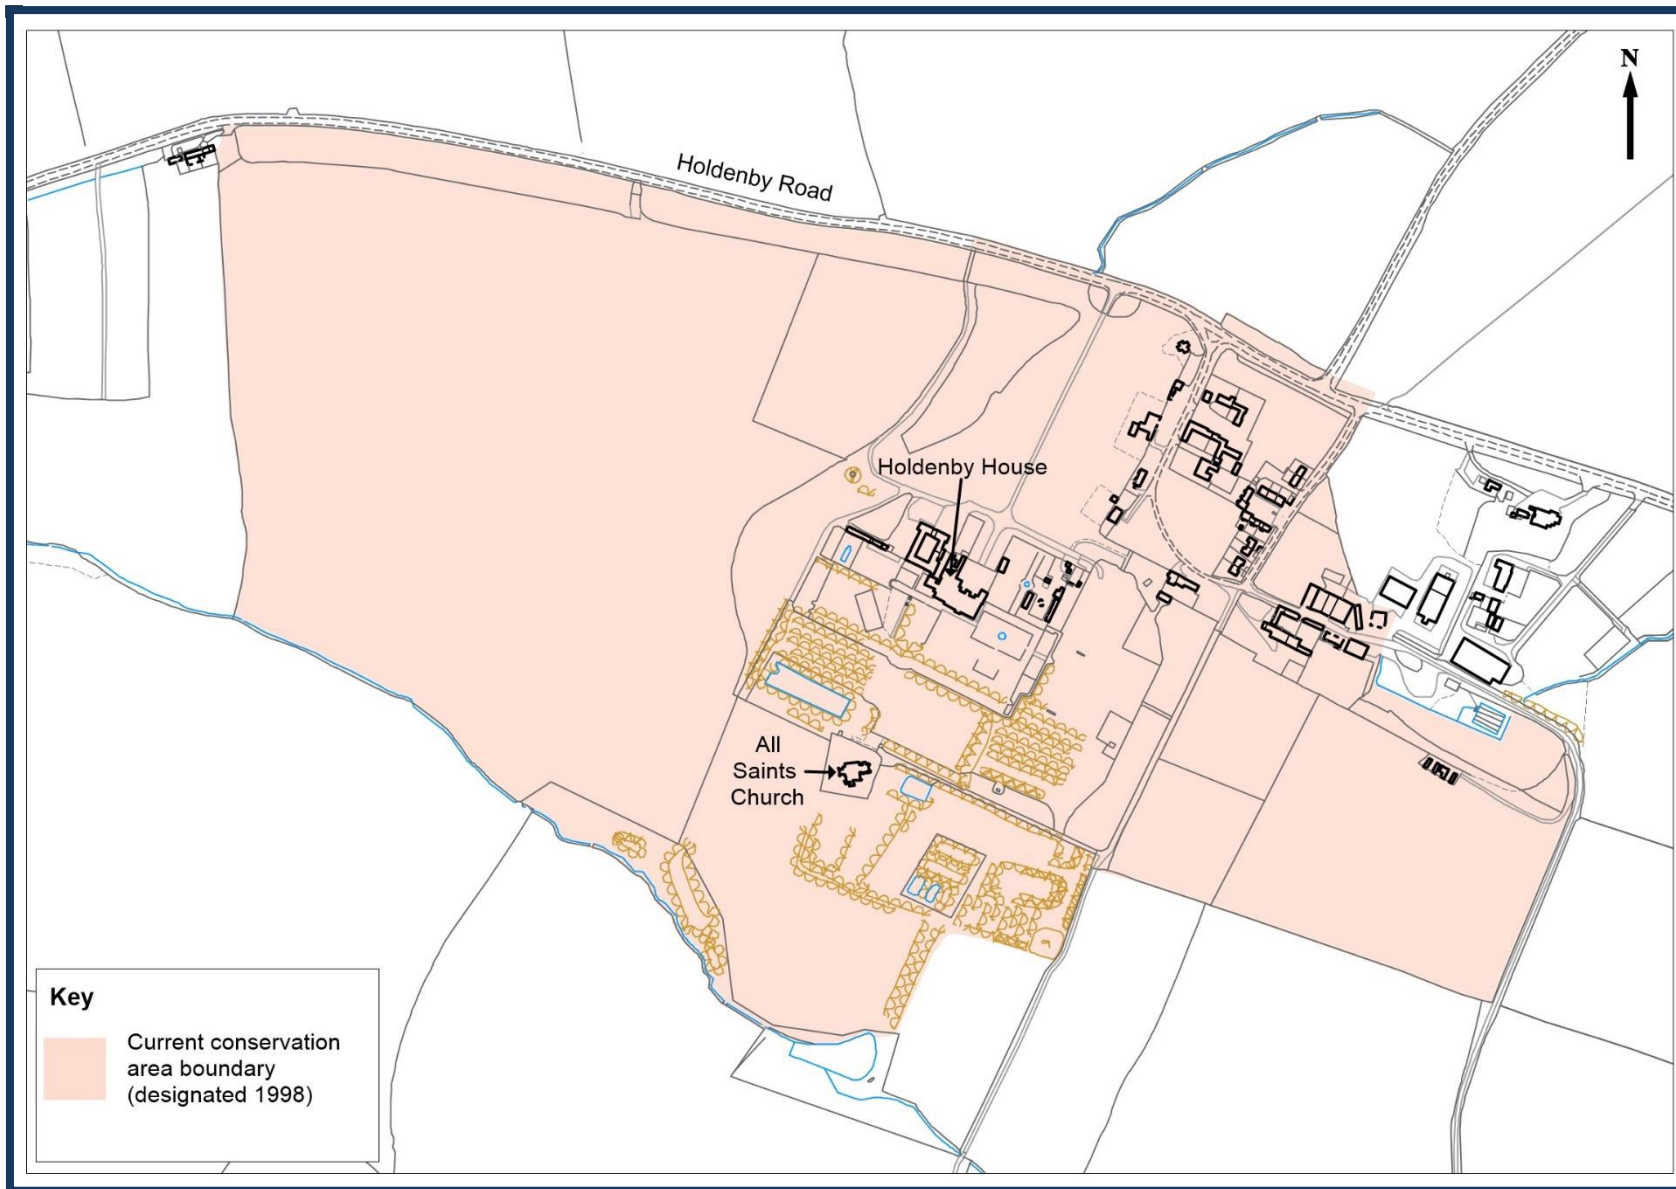 N
Holdenby Road
Holdenby House
All
Saints
Church
Key
Current conservation
area boundary
(designated 1998)